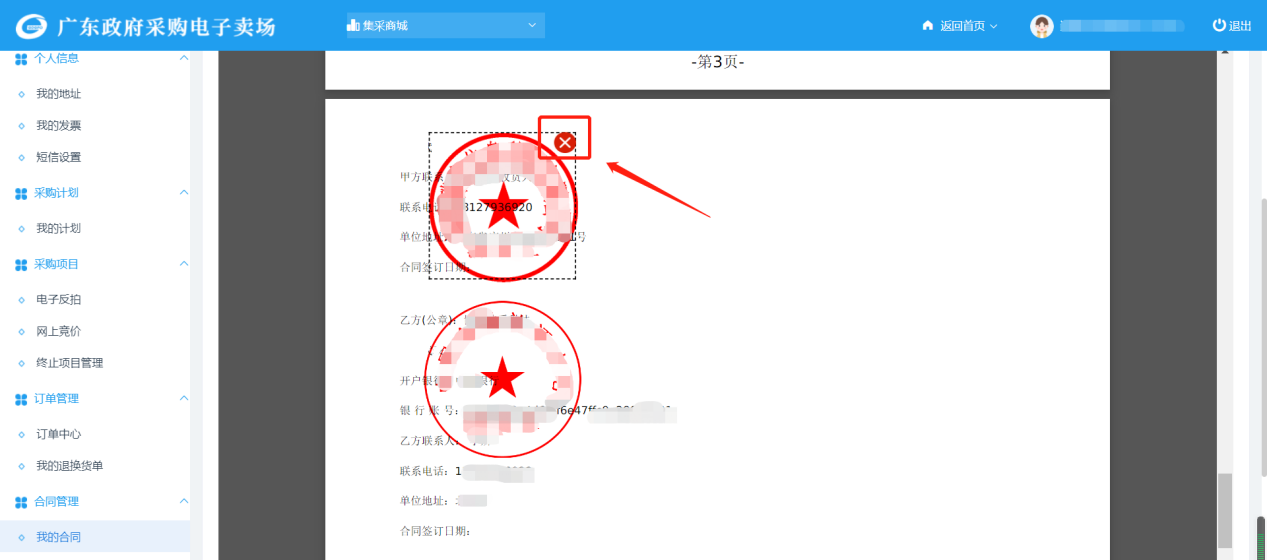 广东政府采购电子卖场
集采商城
返回首页
退出
个人信息
我的地址
我的发票
短信设置
采购计划
我的计划
采购项目
电子反拍
网上竞价
终止项目管理
订单管理
订单中心
我的退换货单
合同管理
我的合同
-第3页-
甲方联系
联系电 3127936920
单位地址: 号
合同签订日期:
乙方(公章):
开户银行
银 行 账 号: 6e47ff
乙方联系人:
联系电话: 1
单位地址:
合同签订日期: